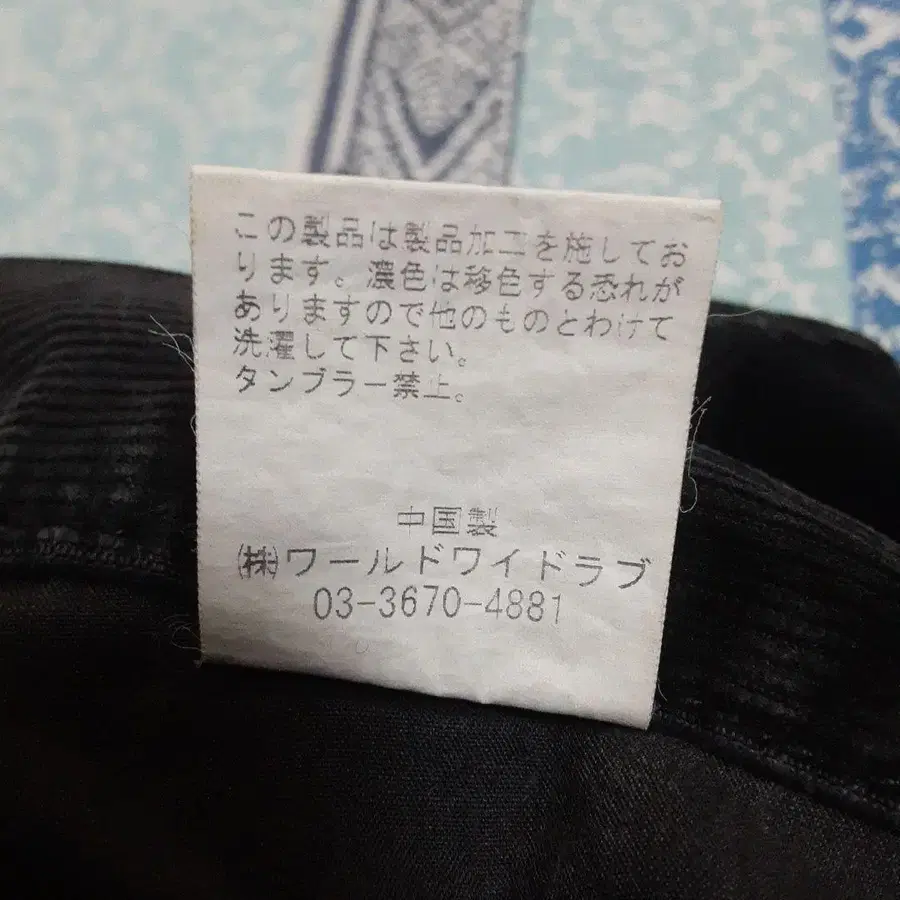 この製品は製品加工を施してお
ります。濃色は移色する恐れが
ありますので他のものとわけて
洗濯して下さい。
タンブラー禁止。
中国製
㈱ワールドワイドラブ
03-3670-4881